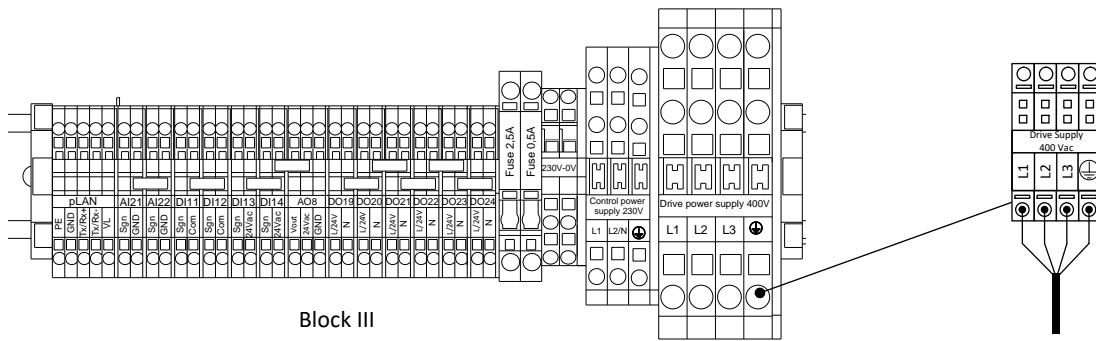 pLAN AI21 AI22 DI11 DI12 DI13 DI14 AO8 DO19 DO20 DO21 DO22 DO23 DO24
PE GND Tx/Rx+ Tx/Rx- VL Sgn GND Sgn GND Sgn Com Sgn Com Sgn 24Vac Sgn 24Vac Vout 24Vac GND L/24V N L/24V N L/24V N L/24V N L/24V N L/24V N
Fuse 2,5A
Fuse 0,5A
230V-0V
Control power
supply 230V
L1 L2/N
Drive power supply 400V
L1 L2 L3
Drive Supply
400 Vac
L1 L2 L3
Block III